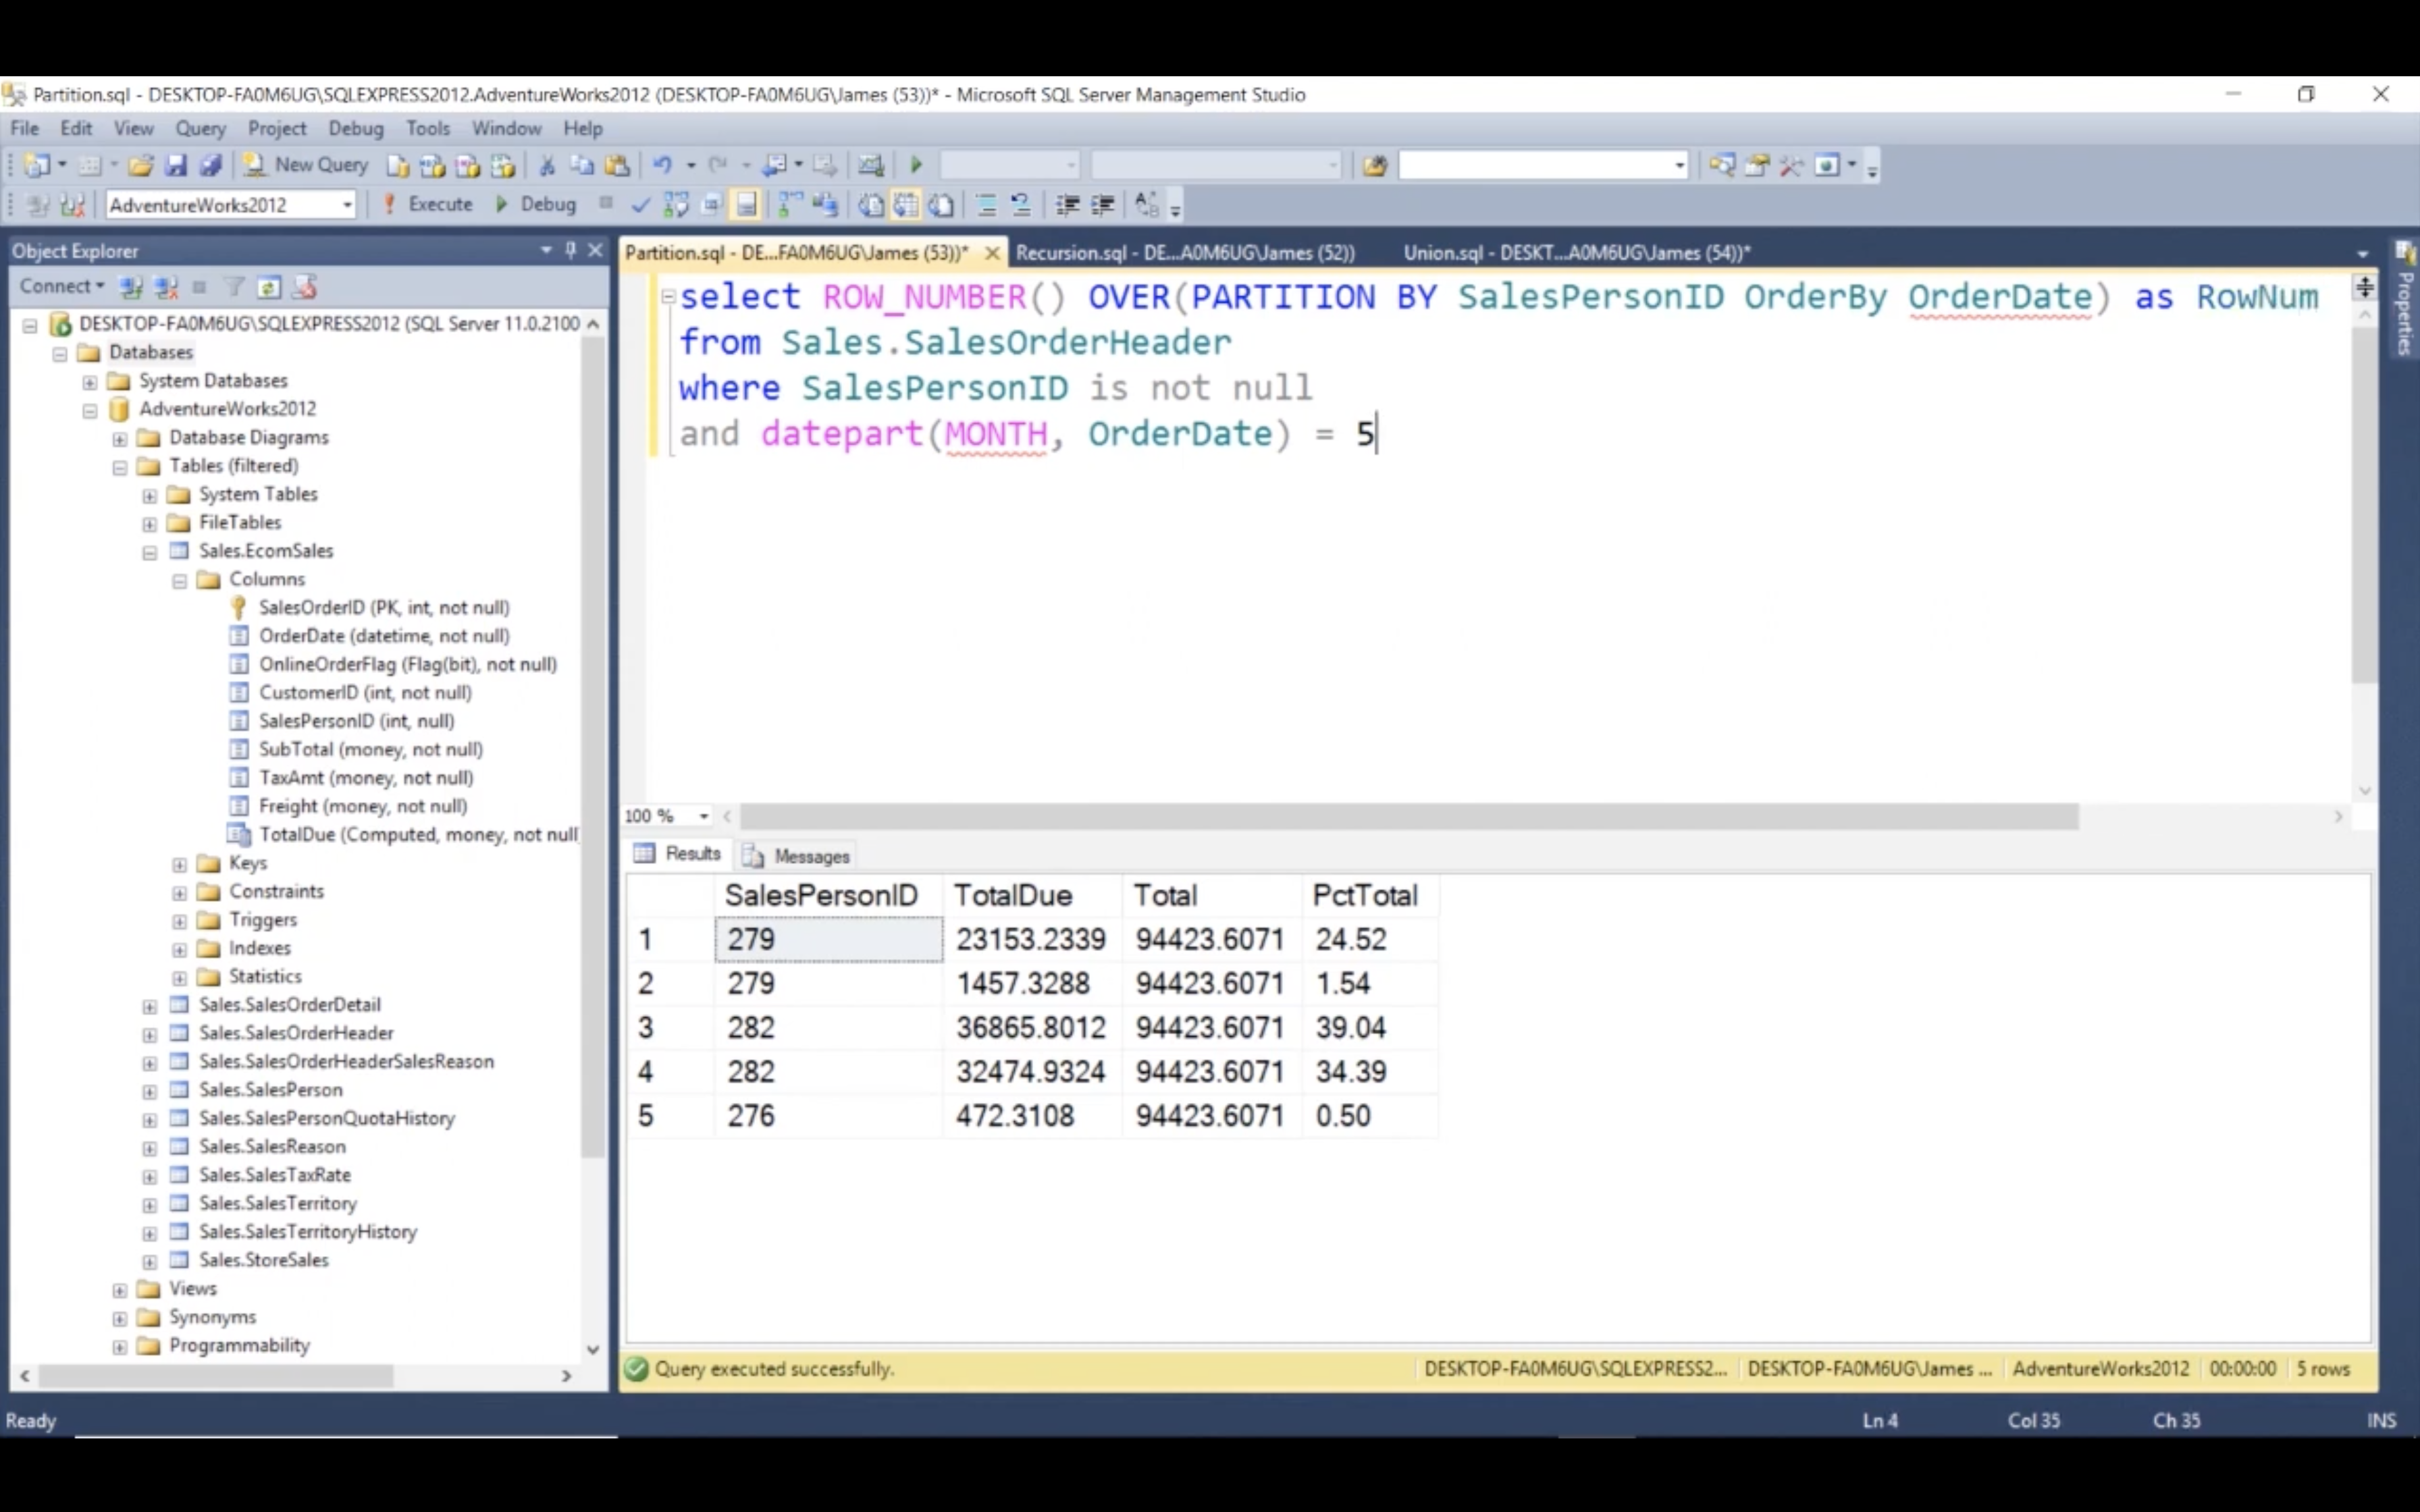 Partition.sql - DESKTOP-FA0M6UG\SQLEXPRESS2012.AdventureWorks2012 (DESKTOP-FA0M6UG\James (53))* - Microsoft SQL Server Management Studio
File Edit View Query Project Debug Tools Window Help
New Query
AdventureWorks2012 Execute Debug
Object Explorer
Connect
DESKTOP-FA0M6UG\SQLEXPRESS2012 (SQL Server 11.0.2100
Databases
System Databases
AdventureWorks2012
Database Diagrams
Tables (filtered)
System Tables
FileTables
Sales.EcomSales
Columns
SalesOrderID (PK, int, not null)
OrderDate (datetime, not null)
OnlineOrderFlag (Flag(bit), not null)
CustomerID (int, not null)
SalesPersonID (int, null)
SubTotal (money, not null)
TaxAmt (money, not null)
Freight (money, not null)
TotalDue (Computed, money, not null
Keys
Constraints
Triggers
Indexes
Statistics
Sales.SalesOrderDetail
Sales.SalesOrderHeader
Sales.SalesOrderHeaderSalesReason
Sales.SalesPerson
Sales.SalesPersonQuotaHistory
Sales.SalesReason
Sales.SalesTaxRate
Sales.SalesTerritory
Sales.SalesTerritoryHistory
Sales.StoreSales
Views
Synonyms
Programmability
Partition.sql - DE...FA0M6UG\James (53))* Recursion.sql - DE...A0M6UG\James (52)) Union.sql - DESKT...A0M6UG\James (54))*
select ROW_NUMBER() OVER(PARTITION BY SalesPersonID OrderBy OrderDate) as RowNum
from Sales.SalesOrderHeader
where SalesPersonID is not null
and datepart(MONTH, OrderDate) = 5
100 %
Results Messages
SalesPersonID TotalDue Total PctTotal
1 279 23153.2339 94423.6071 24.52
2 279 1457.3288 94423.6071 1.54
3 282 36865.8012 94423.6071 39.04
4 282 32474.9324 94423.6071 34.39
5 276 472.3108 94423.6071 0.50
Query executed successfully. DESKTOP-FA0M6UG\SQLEXPRESS2... DESKTOP-FA0M6UG\James ... AdventureWorks2012 00:00:00 5 rows
Properties
Ready Ln 4 Col 35 Ch 35 INS